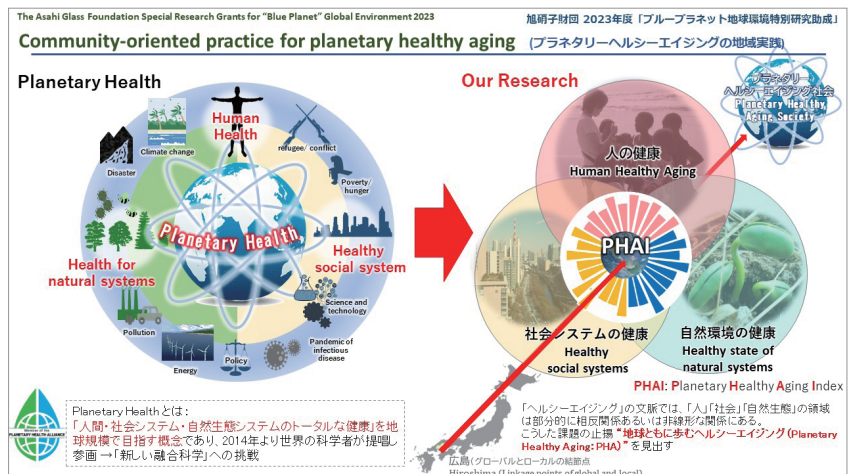 The Asahi Glass Foundation Special Research Grants for “Blue Planet” Global Environment 2023
旭硝子財団 2023年度「ブループラネット地球環境特別研究助成」
Community-oriented practice for planetary healthy aging (プラネタリーヘルシーエイジングの地域実践)
Planetary Health
Human
Health
Climate change
refugee/ conflict
Disaster
Poverty/
hunger
Planetary Health
Health for
natural systems
Healthy
social system
Science and
technology
Pollution
Pandemic of
infectious
disease
Energy
Policy
Our Research
プラネタリー
ヘルシーエイジング社会
Planetary Healthy
Aging Society
人の健康
Human Healthy Aging
PHAI
社会システムの健康
Healthy
social systems
自然環境の健康
Healthy state of
natural systems
PHAI: Planetary Healthy Aging Index
Member of the
PLANETARY HEALTH ALLIANCE
Planetary Healthとは:
「人間・社会システム・自然生態システムのトータルな健康」を地
球規模で目指す概念であり、2014年より世界の科学者が提唱し
参画 →「新しい融合科学」への挑戦
「ヘルシーエイジング」の文脈では、「人」「社会」「自然生態」の領域
は部分的に相反関係あるいは非線形な関係にある。
こうした課題の止揚 “地球ともに歩むヘルシーエイジング(Planetary
Healthy Aging: PHA)” を見出す
広島(グローバルとローカルの結節点
Hiroshima (Linkage points of global and local)